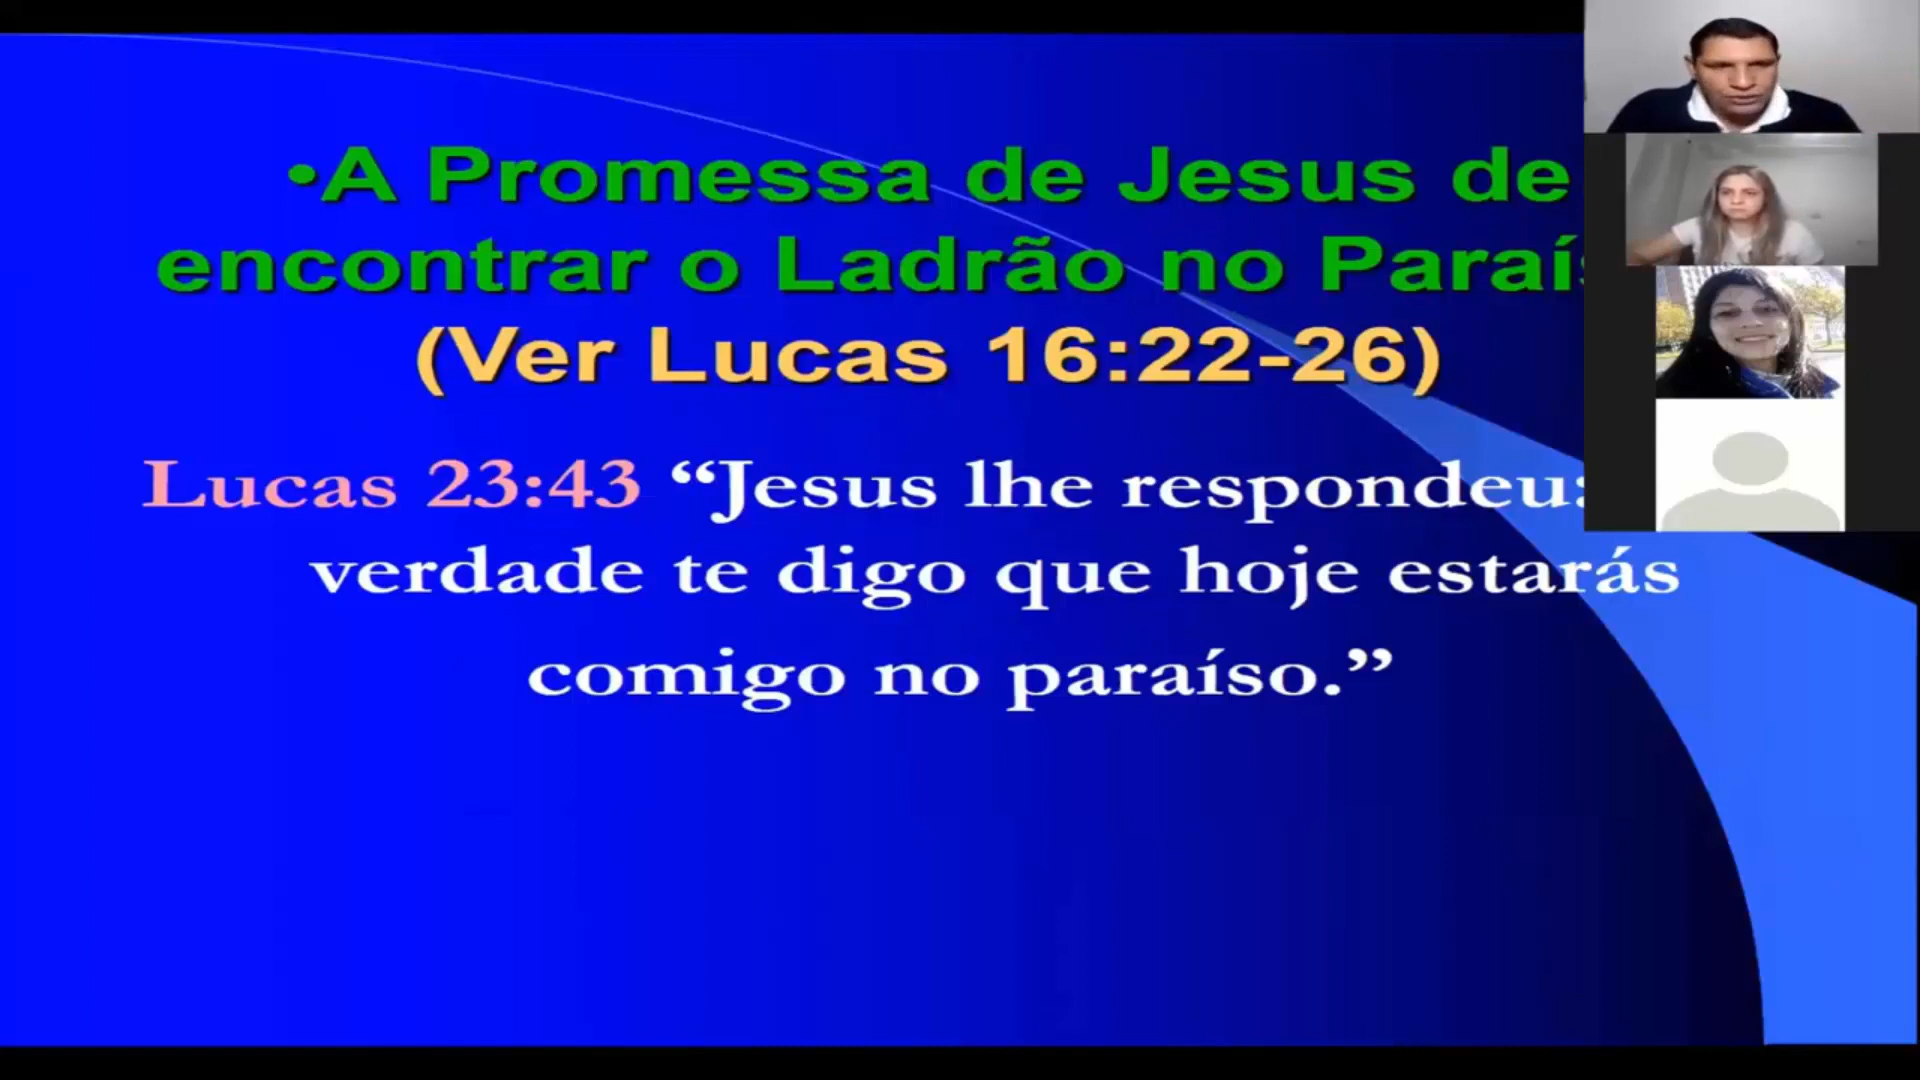 •A Promessa de Jesus de
encontrar o Ladrão no Paraí
(Ver Lucas 16:22-26)
Lucas 23:43 “Jesus lhe respondeu:
verdade te digo que hoje estarás
comigo no paraíso.”